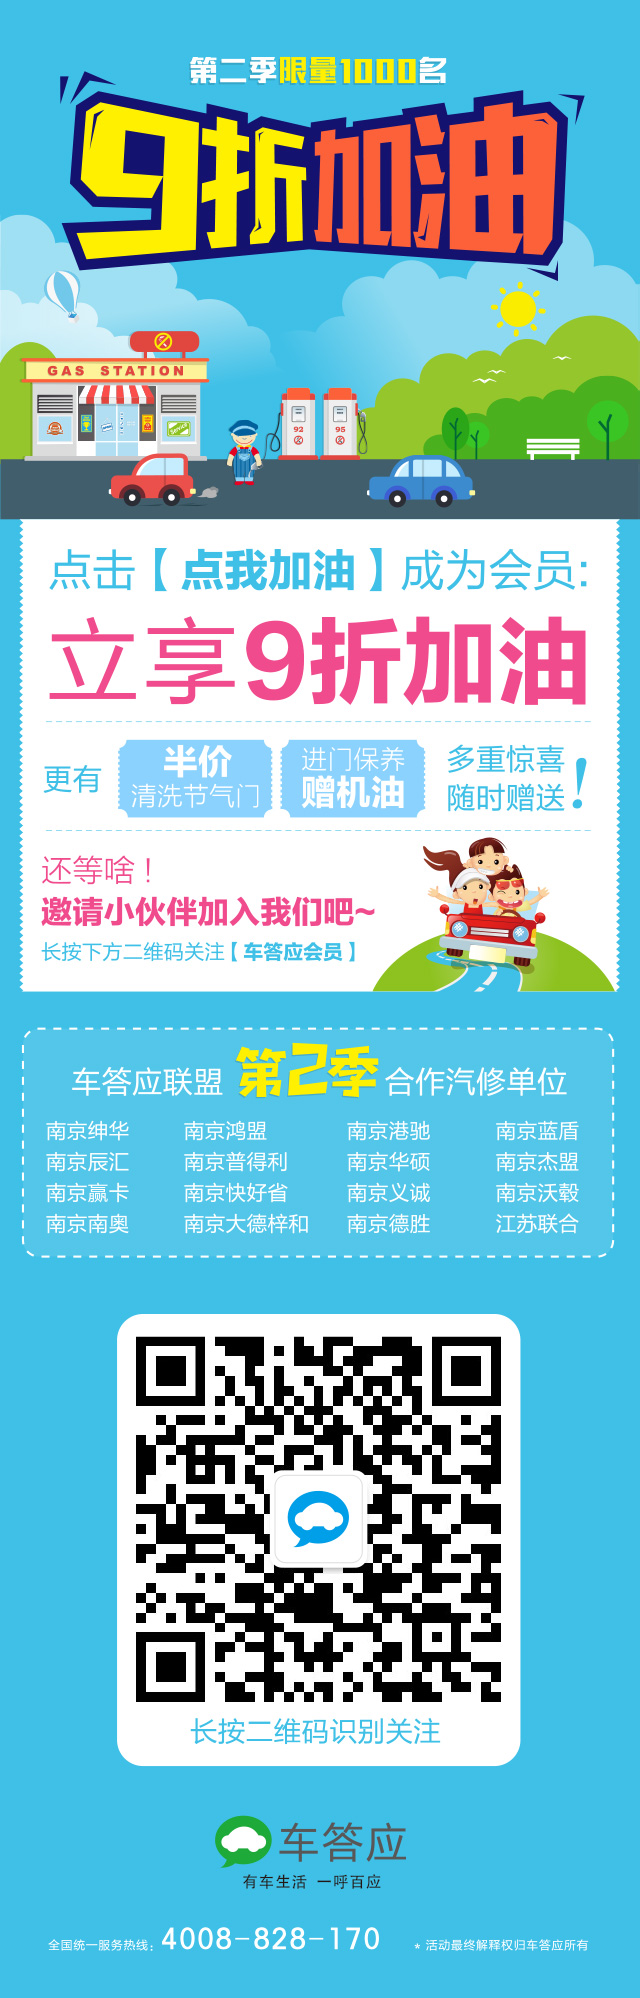 第二季限量1000名
9折加油
GAS STATION
92
95
点击【点我加油】成为会员:
立享9折加油
更有
半价
清洗节气门
进门保养
赠机油
多重惊喜
随时赠送!
还等啥！
邀请小伙伴加入我们吧~
长按下方二维码关注【车答应会员】
车答应联盟 第2季 合作汽修单位
南京绅华 南京鸿盟 南京港驰 南京蓝盾
南京辰汇 南京普得利 南京华硕 南京杰盟
南京赢卡 南京快好省 南京义诚 南京沃毂
南京南奥 南京大德梓和 南京德胜 江苏联合
长按二维码识别关注
车答应
有车生活 一呼百应
全国统一服务热线：4008-828-170 * 活动最终解释权归车答应所有